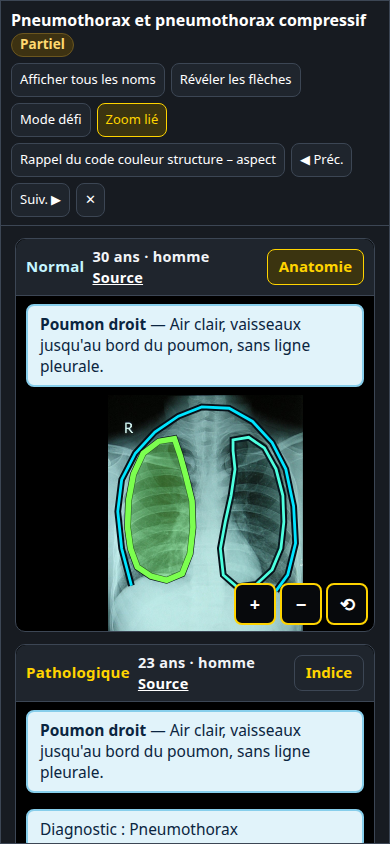 Pneumothorax et pneumothorax compressif
Partiel
Afficher tous les noms
Révéler les flèches
Mode défi
Zoom lié
Rappel du code couleur structure – aspect
◀ Préc.
Suiv. ▶
✕
Normal
30 ans · homme
Source
Anatomie
Poumon droit — Air clair, vaisseaux
jusqu'au bord du poumon, sans ligne
pleurale.
R
+
−
⟲
Pathologique
23 ans · homme
Source
Indice
Poumon droit — Air clair, vaisseaux
jusqu'au bord du poumon, sans ligne
pleurale.
Diagnostic : Pneumothorax